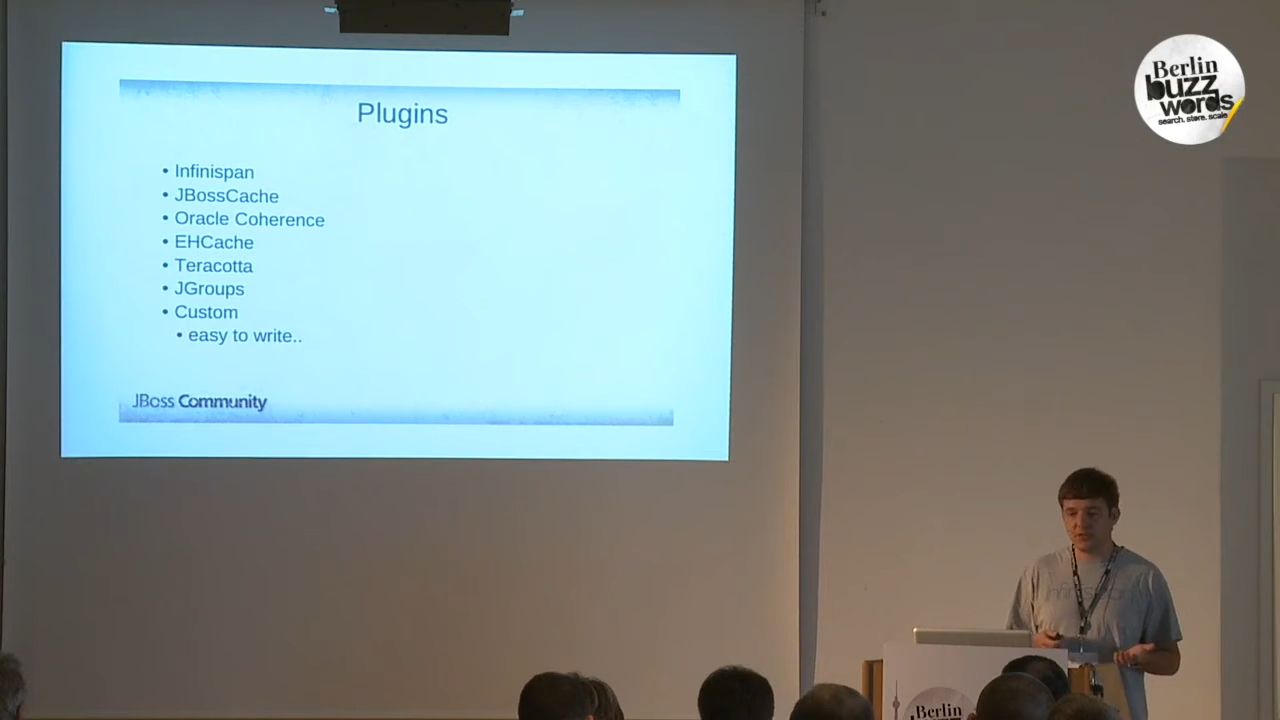 Plugins
• Infinispan
• JBossCache
• Oracle Coherence
• EHCache
• Teracotta
• JGroups
• Custom
• easy to write..
JBoss Community
Berlin
buzz
words
search. store. scale
Berlin